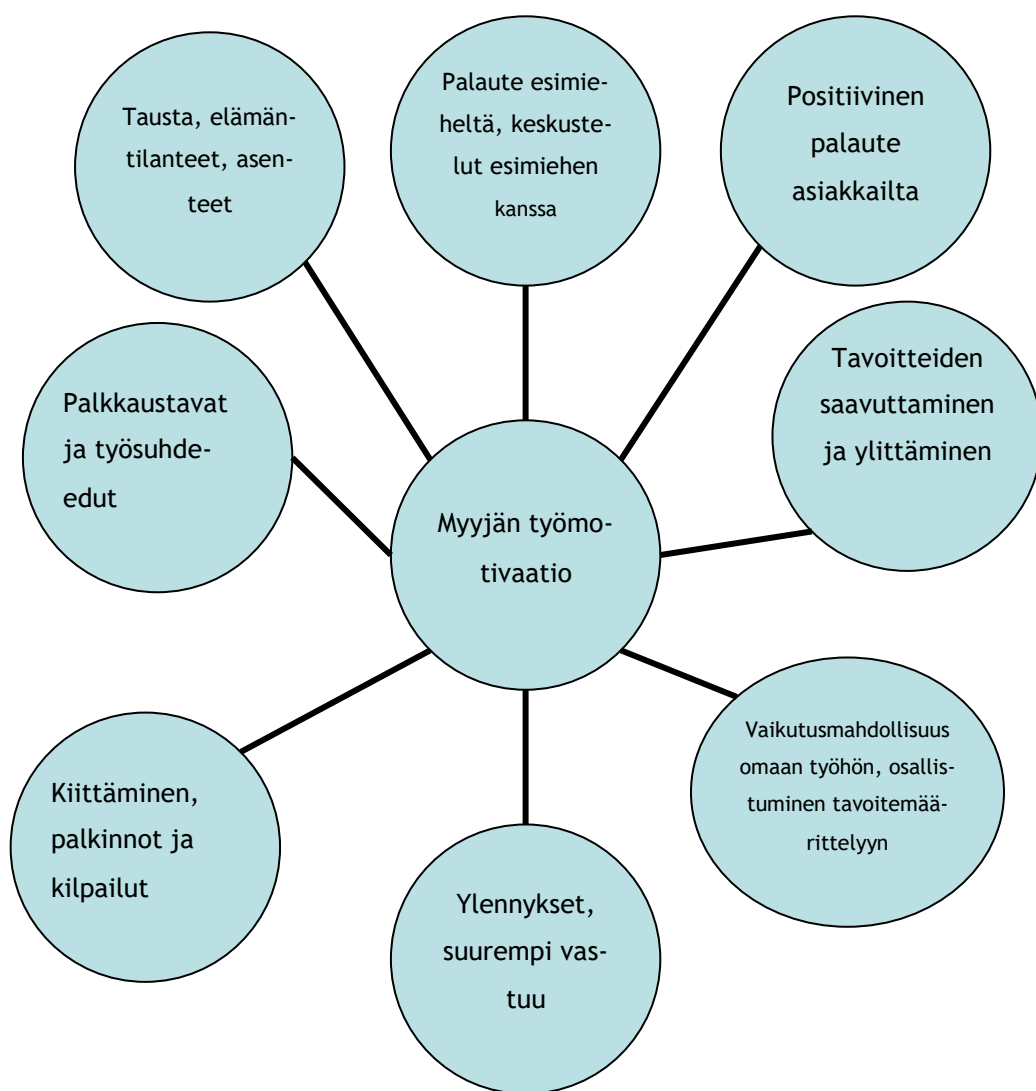 Tausta, elämän-
tilanteet, asen-
teet
Palaute esimie-
heltä, keskuste-
lut esimiehen
kanssa
Positiivinen
palaute
asiakkailta
Palkkaustavat
ja työsuhde-
edut
Tavoitteiden
saavuttaminen
ja ylittäminen
Myyjän työmo-
tivaatio
Kiittäminen,
palkinnot ja
kilpailut
Ylennykset,
suurempi vas-
tuu
Vaikutusmahdollisuus
omaan työhön, osallis-
tuminen tavoitemää-
rittelyyn